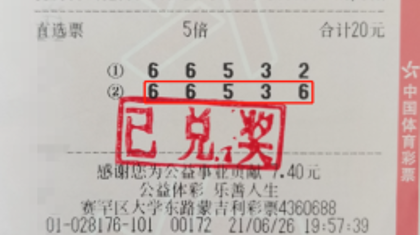 直选票 5倍 合计20元
① 6 6 5 3 2
② 6 6 5 3 6
已兑奖
感谢您为公益事业贡献7.40元
公益体彩 乐善人生
赛罕区大学东路蒙吉利彩票4360688
01-028176-101 00172 21/06/26 19:57:39
中国体育彩票